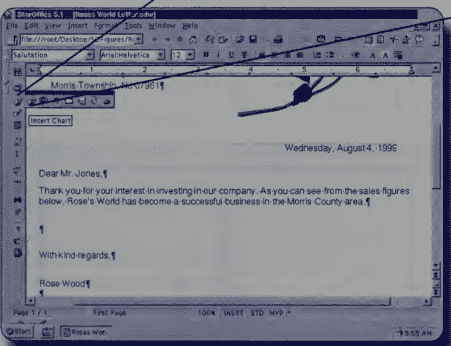 StarOffice 5.1 [Roses World Letter.sdw]
File Edit View Insert Format Tools Window Help
Salutation Arial;Helvetica 12 B i U
Morris Township, NJ 07961¶
Insert Chart
Wednesday, August 4, 1999
Dear Mr. Jones,¶
Thank you for your interest in investing in our company. As you can see from the sales figures
below, Rose's World has become a successful business in the Morris County area.¶
¶
With kind regards,¶
Rose Wood¶
¶
Page 1 / 1 First Page 100% INSRT STD HYP
Start Roses Wor. 5:55 AM